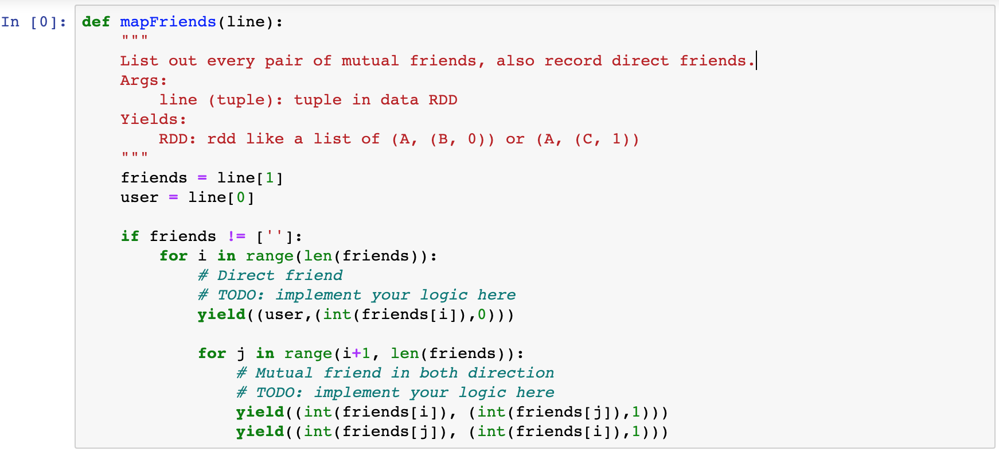 In [0]: def mapFriends(line):
    """
    List out every pair of mutual friends, also record direct friends.
    Args:
        line (tuple): tuple in data RDD
    Yields:
        RDD: rdd like a list of (A, (B, 0)) or (A, (C, 1))
    """
    friends = line[1]
    user = line[0]

    if friends != ['']:
        for i in range(len(friends)):
            # Direct friend
            # TODO: implement your logic here
            yield((user,(int(friends[i]),0)))

            for j in range(i+1, len(friends)):
                # Mutual friend in both direction
                # TODO: implement your logic here
                yield((int(friends[i]), (int(friends[j]),1)))
                yield((int(friends[j]), (int(friends[i]),1)))